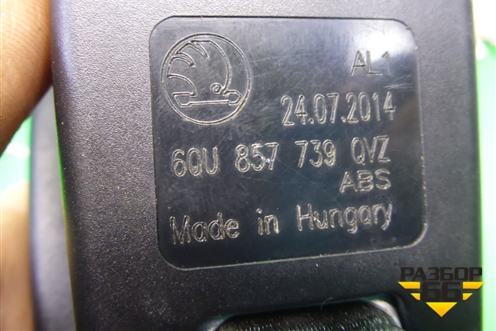 AL1
24.07.2014
6QU 857 739 QVZ
ABS
Made in Hungary
РАЗБОР
66